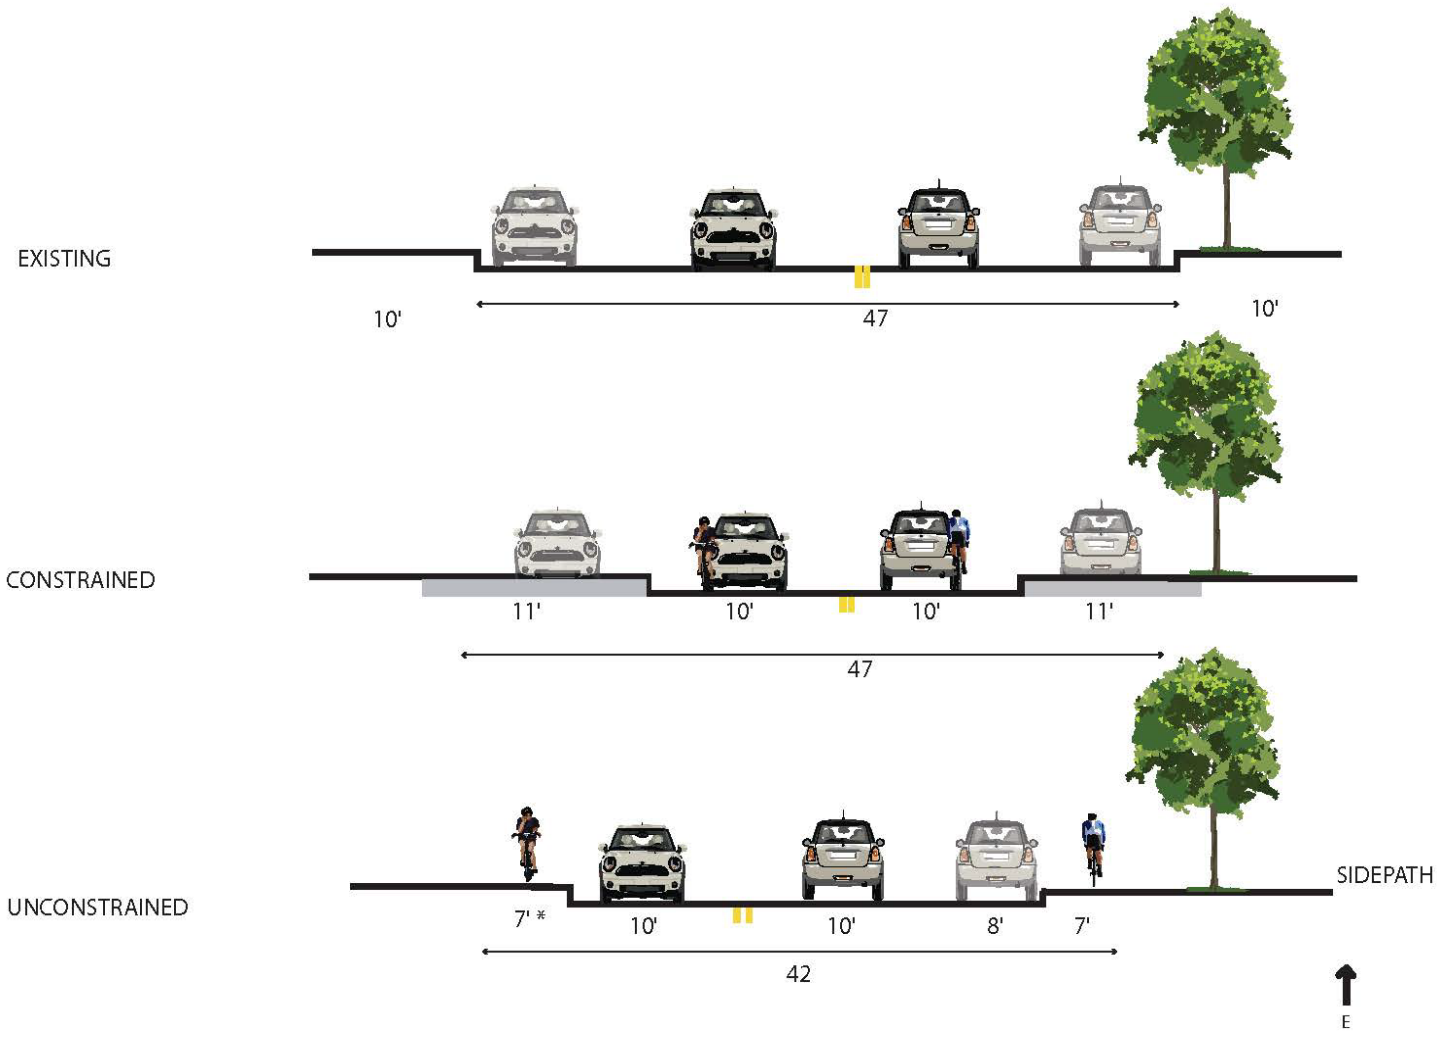 EXISTING
10'
47
10'
CONSTRAINED
11'
10'
10'
11'
47
UNCONSTRAINED
7' *
10'
10'
8'
7'
SIDEPATH
42
E